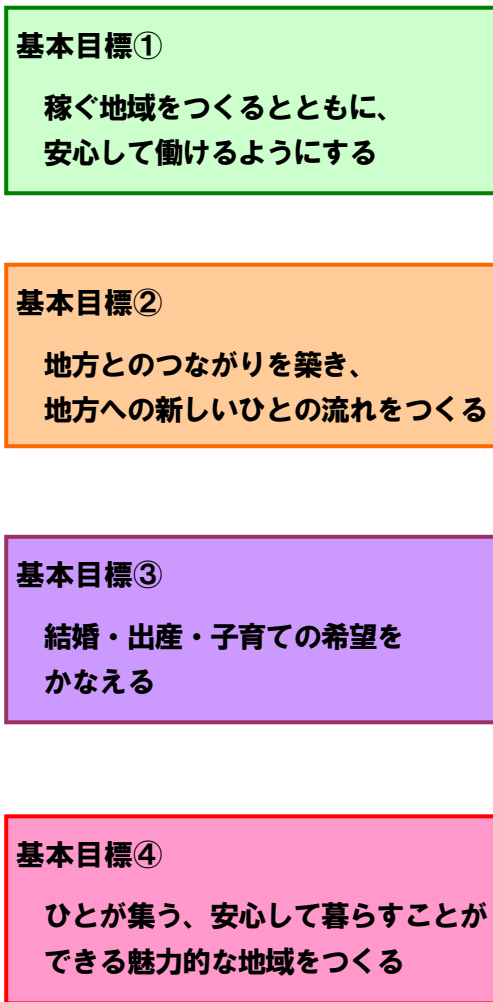 基本目標①
稼ぐ地域をつくるとともに、
安心して働けるようにする
基本目標②
地方とのつながりを築き、
地方への新しいひとの流れをつくる
基本目標③
結婚・出産・子育ての希望を
かなえる
基本目標④
ひとが集う、安心して暮らすことが
できる魅力的な地域をつくる